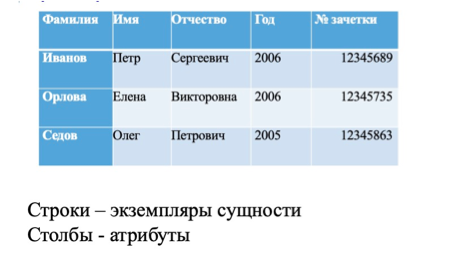 Фамилия Имя Отчество Год № зачетки
Иванов Петр Сергеевич 2006 12345689
Орлова Елена Викторовна 2006 12345735
Седов Олег Петрович 2005 12345863
Строки – экземпляры сущности
Столбы - атрибуты